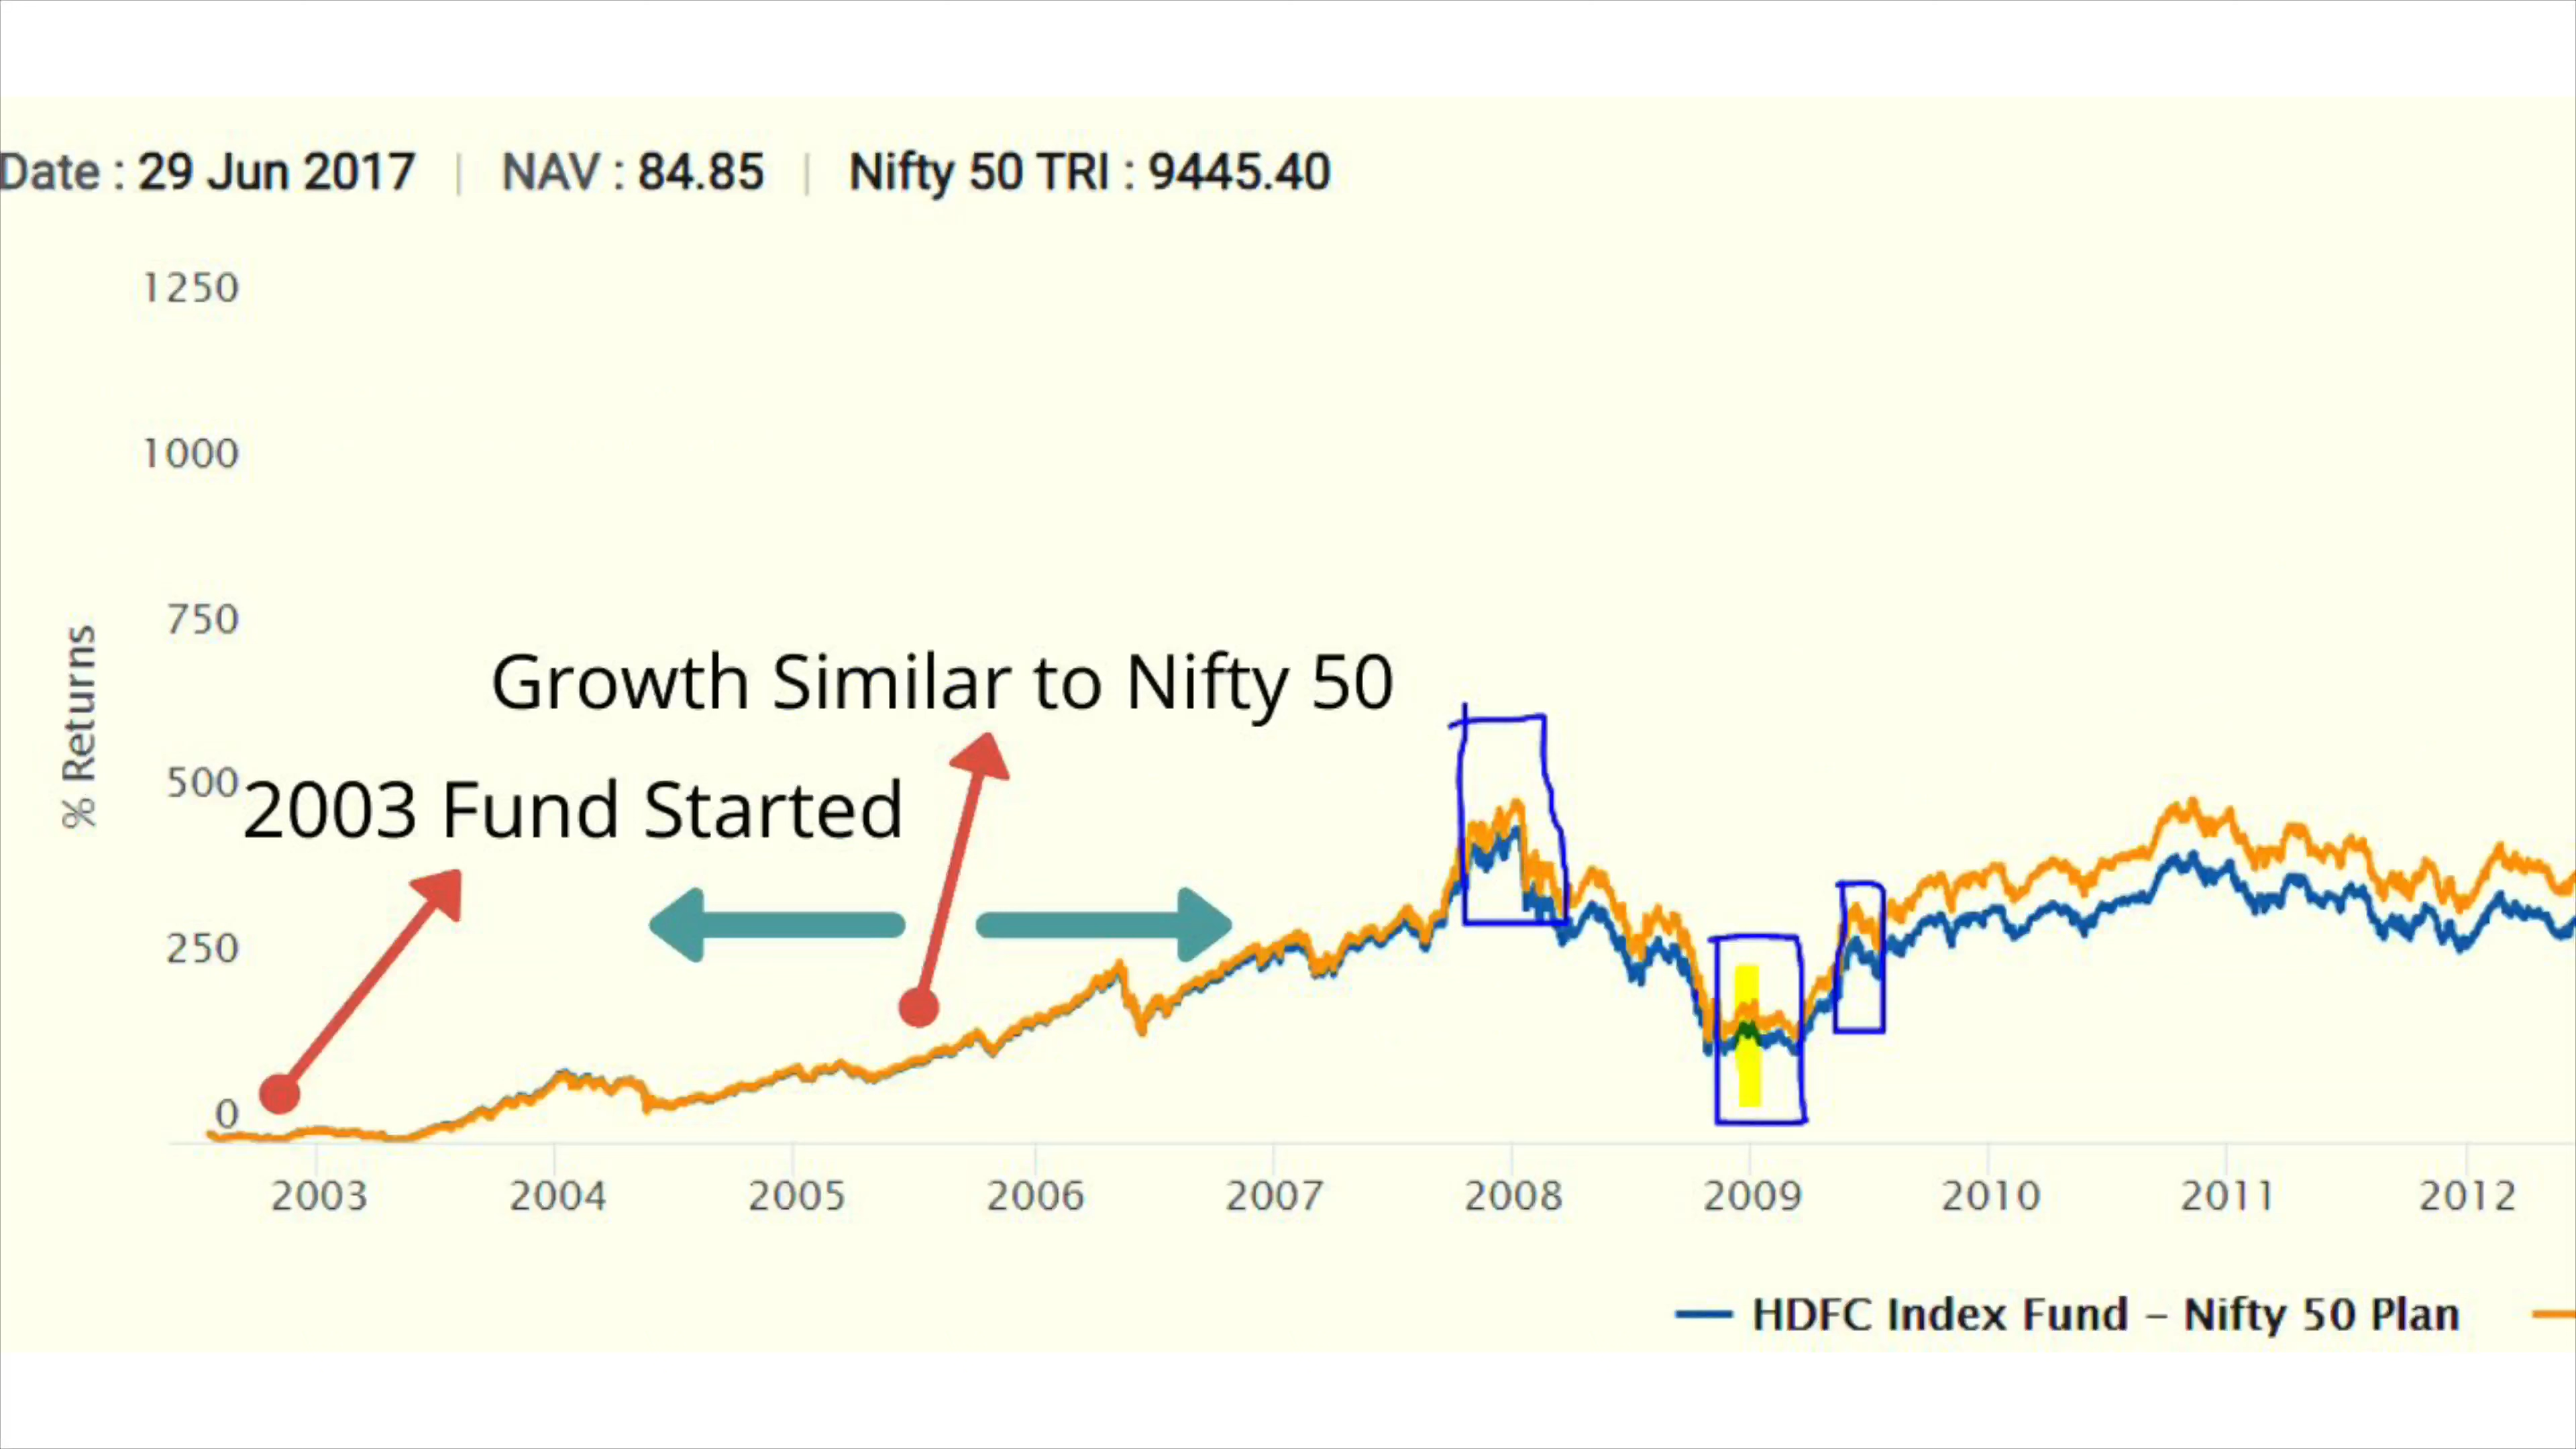 Date : 29 Jun 2017 | NAV : 84.85 | Nifty 50 TRI : 9445.40
1250
1000
750
500
250
0
% Returns
Growth Similar to Nifty 50
2003 Fund Started
2003 2004 2005 2006 2007 2008 2009 2010 2011 2012
HDFC Index Fund – Nifty 50 Plan